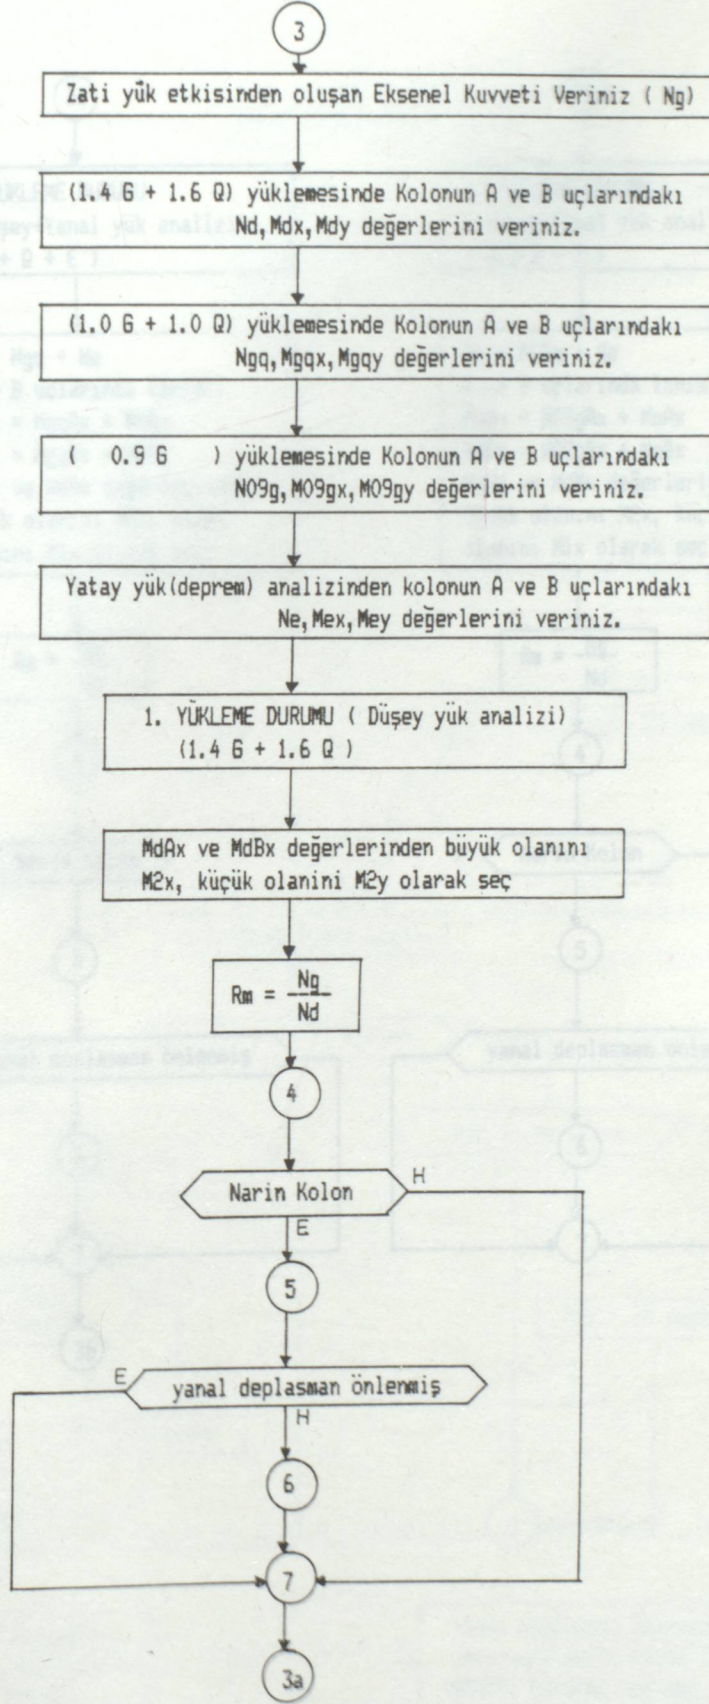 3
Zati yük etkisinden oluşan Eksenel Kuvveti Veriniz ( Ng)
(1.4 G + 1.6 Q) yüklemesinde Kolonun A ve B uçlarındakı
Nd,Mdx,Mdy değerlerini veriniz.
(1.0 G + 1.0 Q) yüklemesinde Kolonun A ve B uçlarındakı
Ngq,Mgqx,Mgqy değerlerini veriniz.
( 0.9 G ) yüklemesinde Kolonun A ve B uçlarındakı
N09g,M09gx,M09gy değerlerini veriniz.
Yatay yük(deprem) analizinden kolonun A ve B uçlarındakı
Ne,Mex,Mey değerlerini veriniz.
1. YÜKLEME DURUMU ( Düşey yük analizi)
(1.4 G + 1.6 Q )
MdAx ve MdBx değerlerinden büyük olanını
M2x, küçük olanini M2y olarak şeç
Rm = Ng
Nd
4
Narin Kolon
H
E
5
E
yanal deplasman önlenmiş
H
6
7
3a